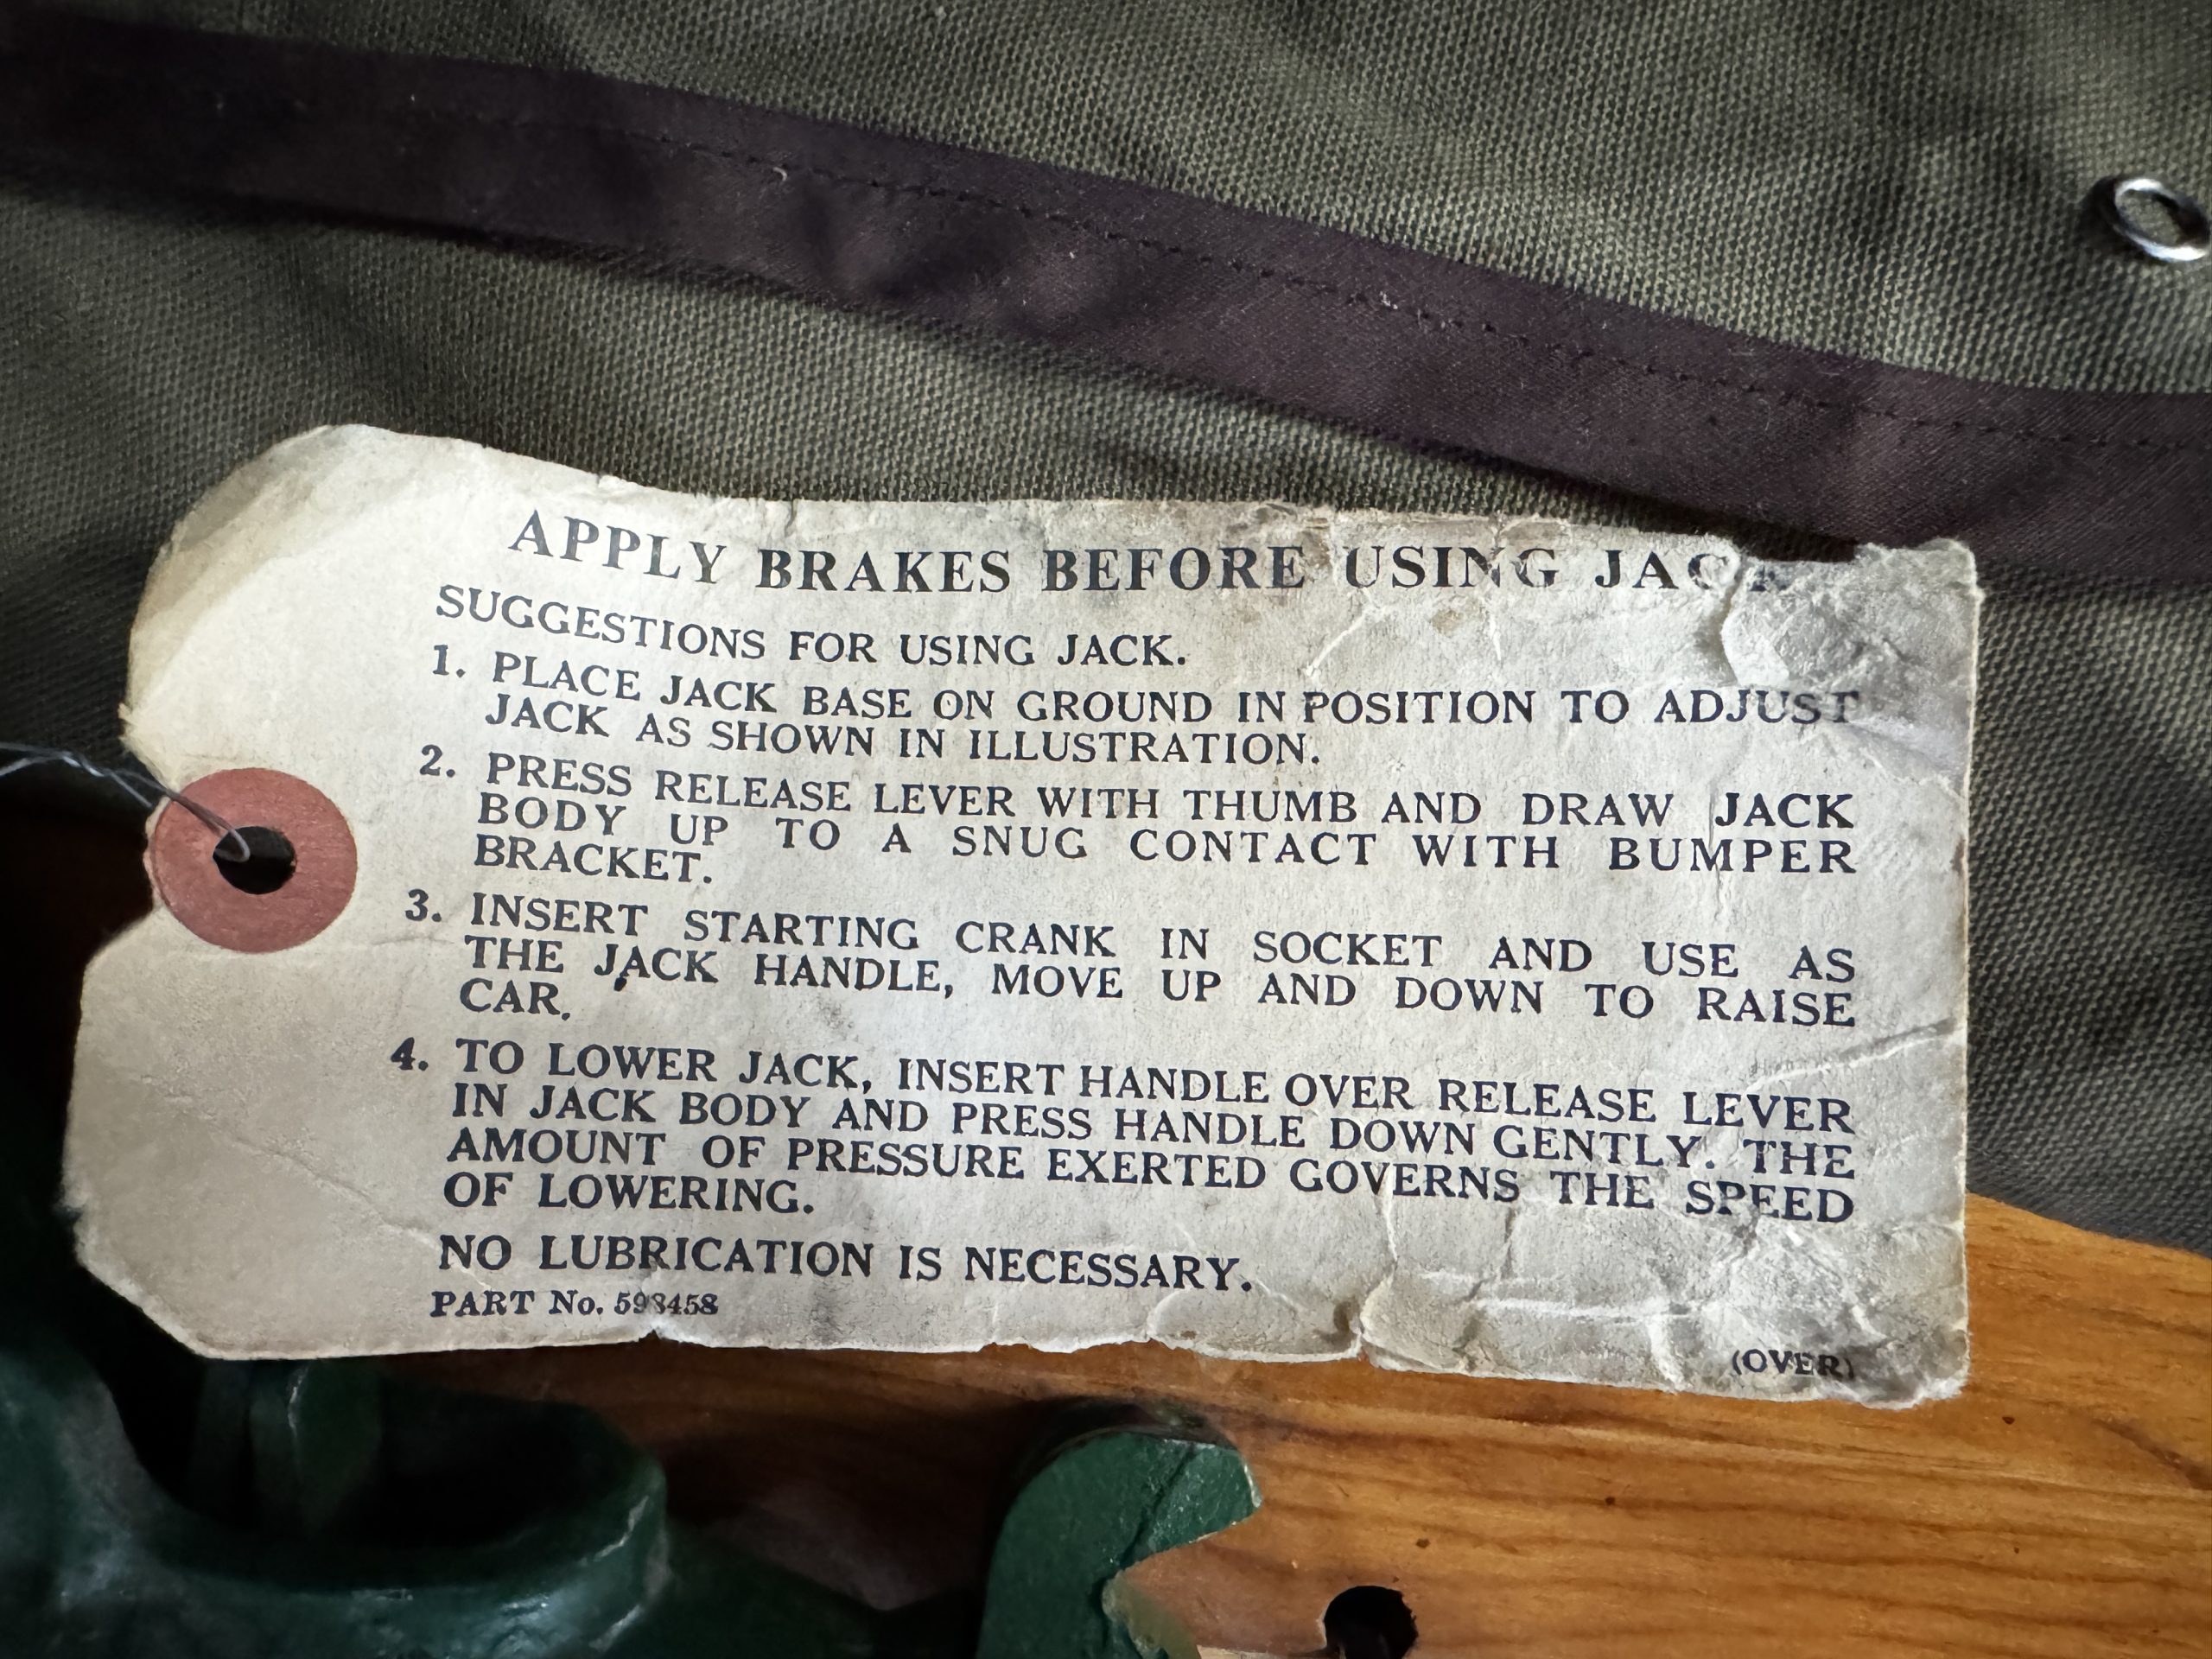 APPLY BRAKES BEFORE USING JACK
SUGGESTIONS FOR USING JACK.
1. PLACE JACK BASE ON GROUND IN POSITION TO ADJUST
JACK AS SHOWN IN ILLUSTRATION.
2. PRESS RELEASE LEVER WITH THUMB AND DRAW JACK
BODY UP TO A SNUG CONTACT WITH BUMPER
BRACKET.
3. INSERT STARTING CRANK IN SOCKET AND USE AS
THE JACK HANDLE, MOVE UP AND DOWN TO RAISE
CAR.
4. TO LOWER JACK, INSERT HANDLE OVER RELEASE LEVER
IN JACK BODY AND PRESS HANDLE DOWN GENTLY. THE
AMOUNT OF PRESSURE EXERTED GOVERNS THE SPEED
OF LOWERING.
NO LUBRICATION IS NECESSARY.
PART No. 598458
(OVER)